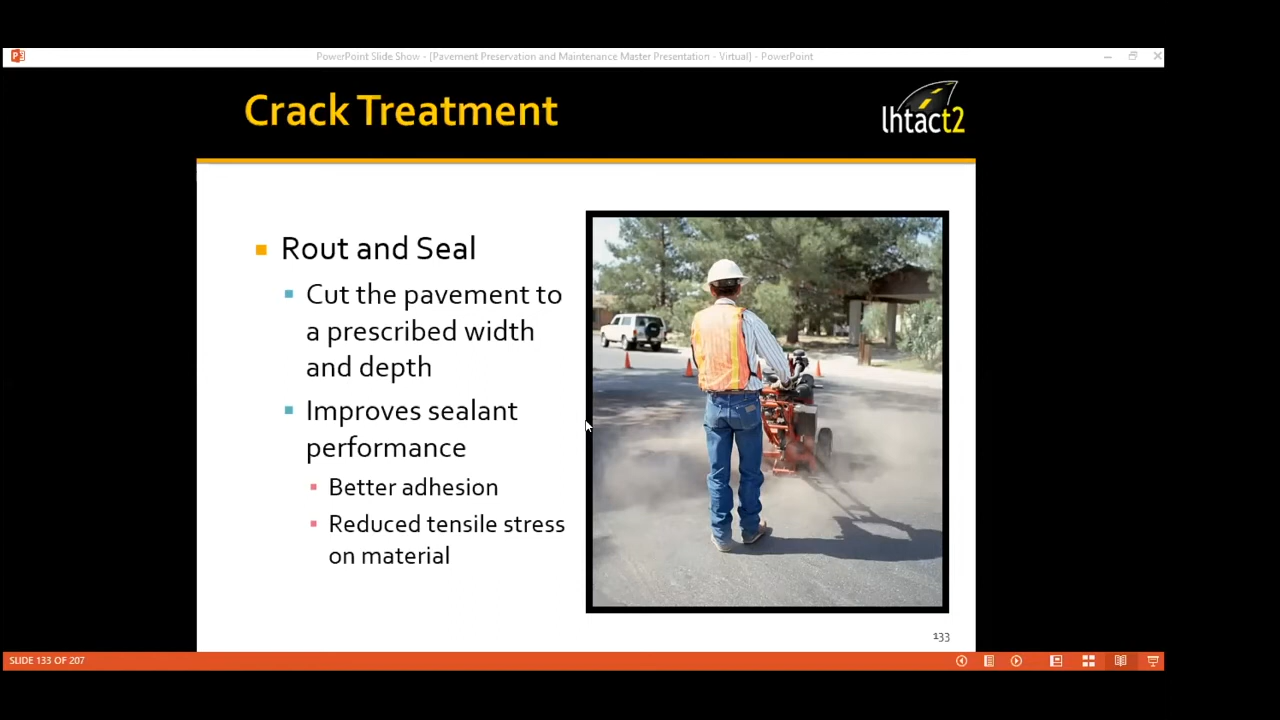 PowerPoint Slide Show - [Pavement Preservation and Maintenance Master Presentation - Virtual] - PowerPoint
Crack Treatment
lhtact2
Rout and Seal
Cut the pavement to
a prescribed width
and depth
Improves sealant
performance
Better adhesion
Reduced tensile stress
on material
133
SLIDE 133 OF 207